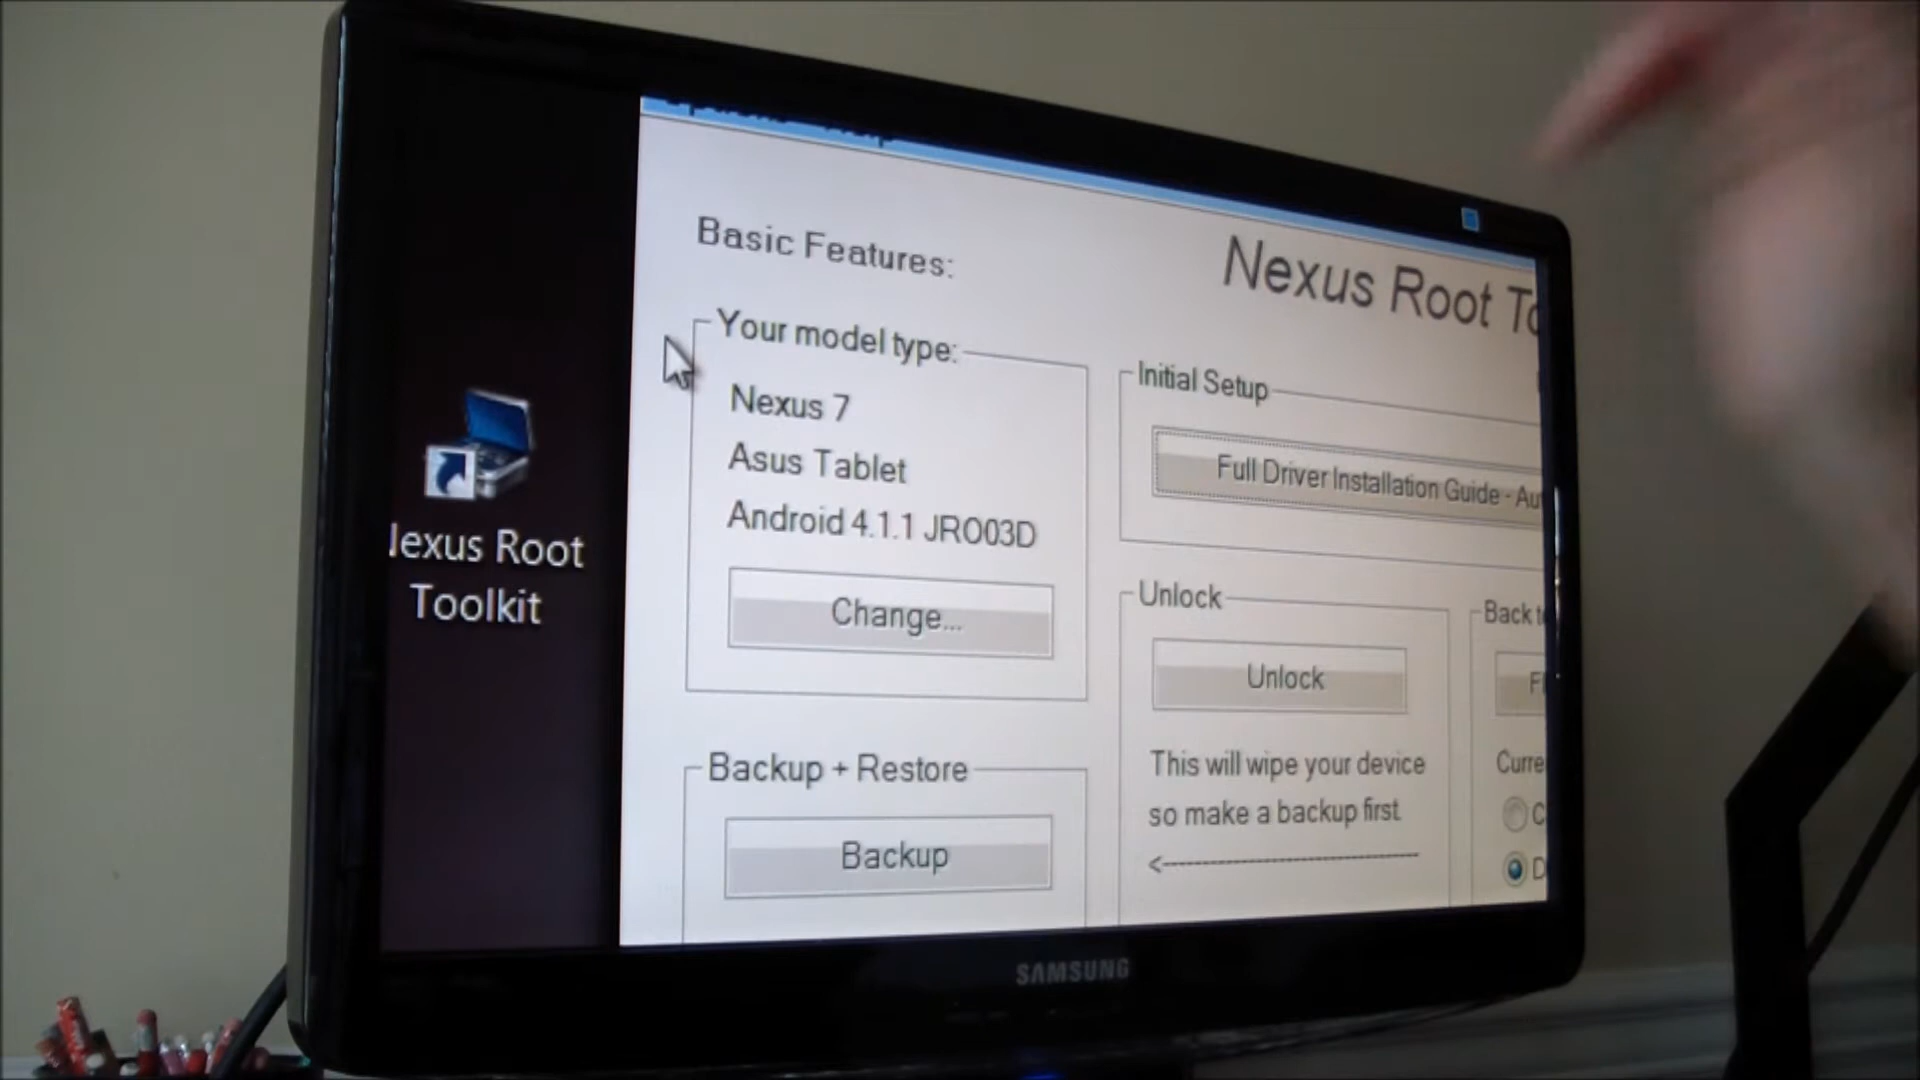 Basic Features:
Nexus Root
Your model type:
Nexus 7
Asus Tablet
Android 4.1.1 JRO03D
Change...
Initial Setup
Full Driver Installation Guide -
Unlock
Unlock
This will wipe your device
so make a backup first.
<--------------------------------
Back
Backup + Restore
Backup
Root
Toolkit
SAMSUNG